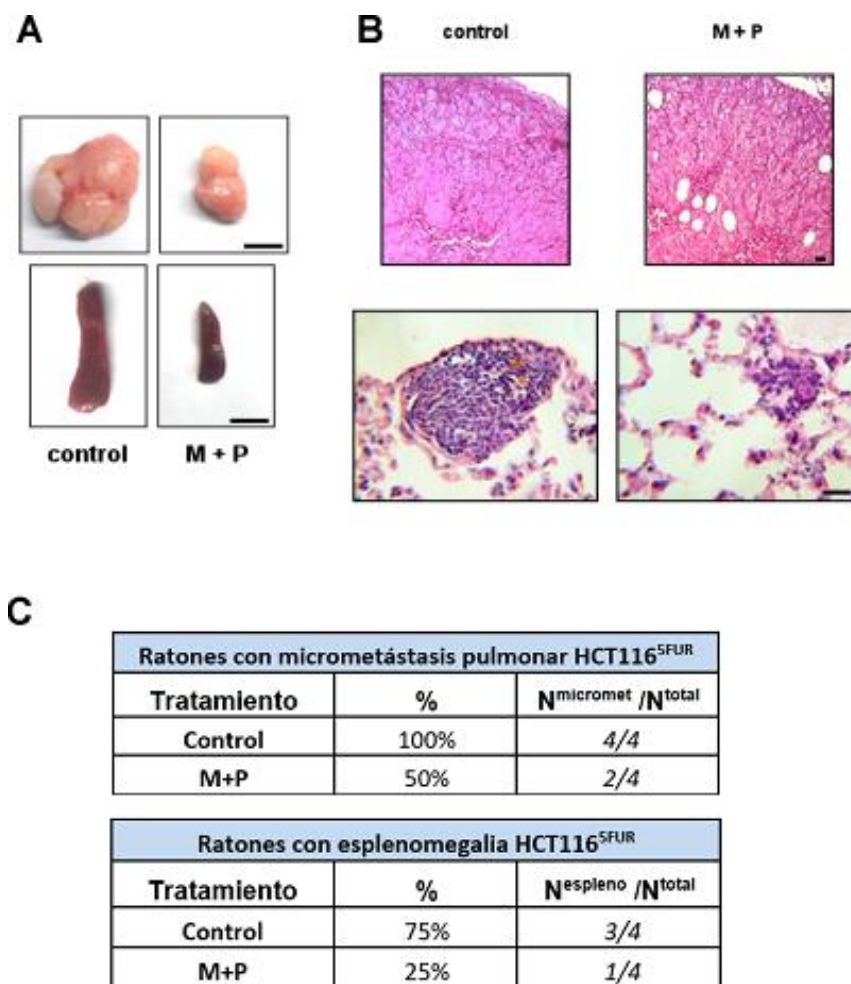 A
B
control M + P
control M + P
C
Ratones con micrometástasis pulmonar HCT116^5FUR
Tratamiento % N^micromet /N^total
Control 100% 4/4
M+P 50% 2/4
Ratones con esplenomegalia HCT116^5FUR
Tratamiento % N^espleno /N^total
Control 75% 3/4
M+P 25% 1/4